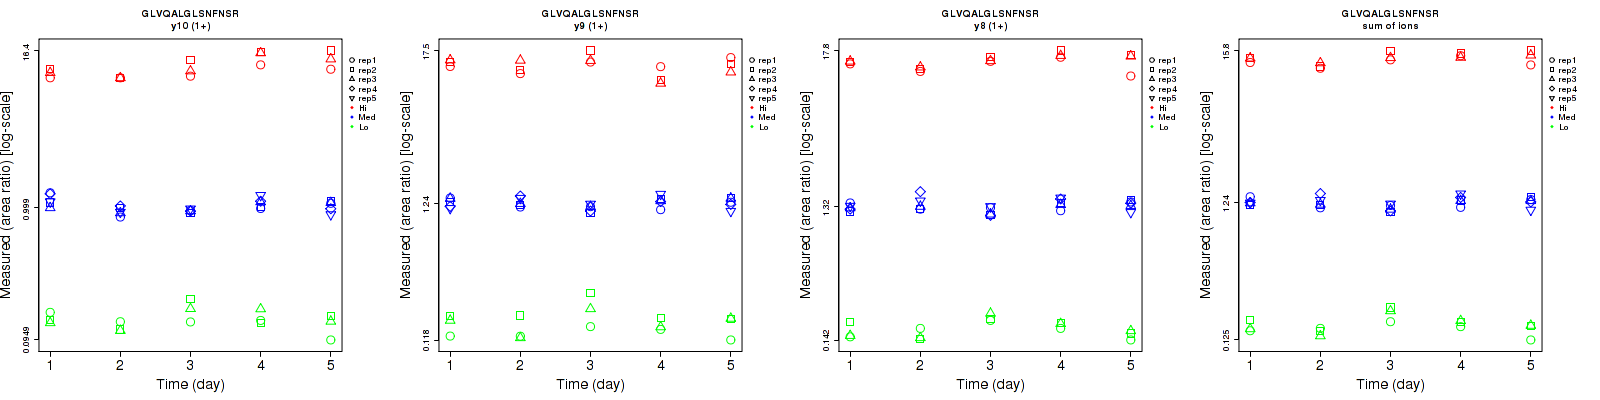 GLVQALGLSNFNSR
y10 (1+)
Measured (area ratio) [log-scale]
16.4
0.999
0.0949
1 2 3 4 5
Time (day)
rep1
rep2
rep3
rep4
rep5
Hi
Med
Lo
GLVQALGLSNFNSR
y9 (1+)
Measured (area ratio) [log-scale]
17.5
1.24
0.118
1 2 3 4 5
Time (day)
rep1
rep2
rep3
rep4
rep5
Hi
Med
Lo
GLVQALGLSNFNSR
y8 (1+)
Measured (area ratio) [log-scale]
17.8
1.32
0.142
1 2 3 4 5
Time (day)
rep1
rep2
rep3
rep4
rep5
Hi
Med
Lo
GLVQALGLSNFNSR
sum of ions
Measured (area ratio) [log-scale]
15.8
1.24
0.125
1 2 3 4 5
Time (day)
rep1
rep2
rep3
rep4
rep5
Hi
Med
Lo